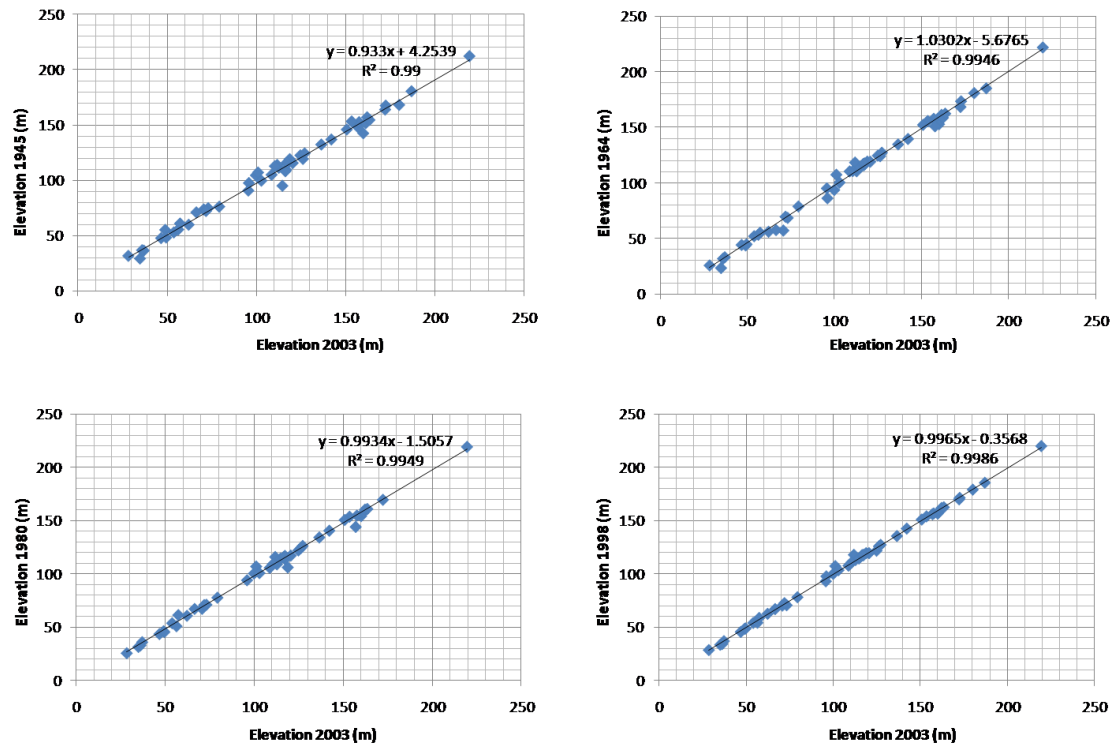 250
200
150
100
50
0
Elevation 1945 (m)
y = 0.933x + 4.2539
R² = 0.99
0 50 100 150 200 250
Elevation 2003 (m)
250
200
150
100
50
0
Elevation 1964 (m)
y = 1.0302x - 5.6765
R² = 0.9946
0 50 100 150 200 250
Elevation 2003 (m)
250
200
150
100
50
0
Elevation 1980 (m)
y = 0.9934x - 1.5057
R² = 0.9949
0 50 100 150 200 250
Elevation 2003 (m)
250
200
150
100
50
0
Elevation 1998 (m)
y = 0.9965x - 0.3568
R² = 0.9986
0 50 100 150 200 250
Elevation 2003 (m)